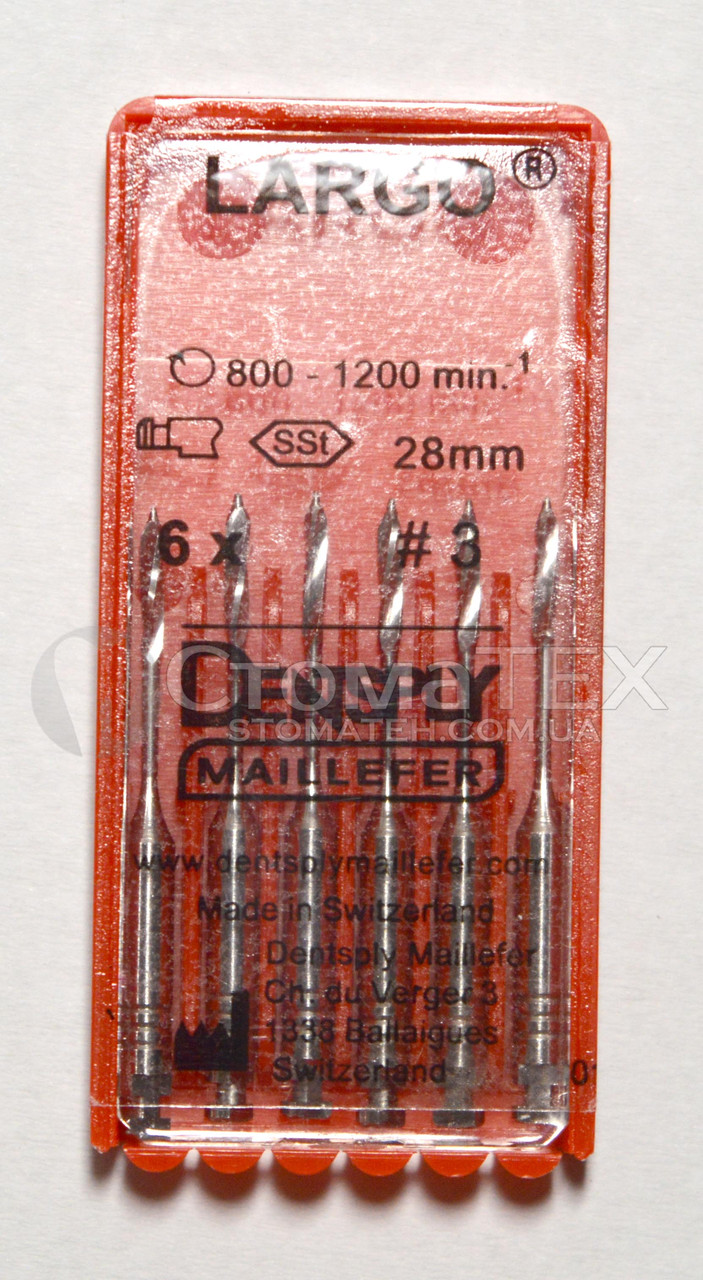 LARGO®
800 - 1200 min.-1
SSt 28mm
6 x # 3
DENTSPLY
MAILLEFER
СтомаТЕХ
STOMATEH.COM.UA
www.dentsplymaillefer.com
Made in Switzerland
Dentsply Maillefer
Ch. du Verger 3
1338 Ballaigues
Switzerland